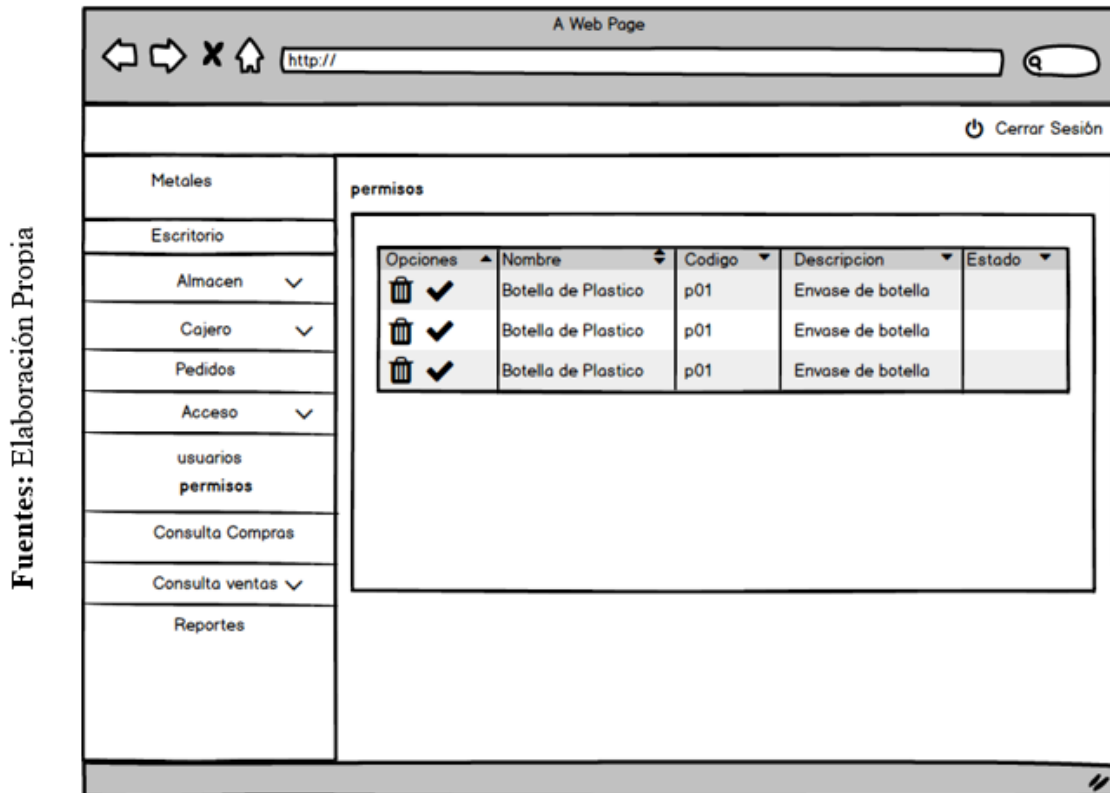 A Web Page
http://
Cerrar Sesión
Metales
Escritorio
Almacen
Cajero
Pedidos
Acceso
usuarios
permisos
Consulta Compras
Consulta ventas
Reportes
permisos
Opciones Nombre Codigo Descripcion Estado
Botella de Plastico p01 Envase de botella
Botella de Plastico p01 Envase de botella
Botella de Plastico p01 Envase de botella
Fuentes: Elaboración Propia